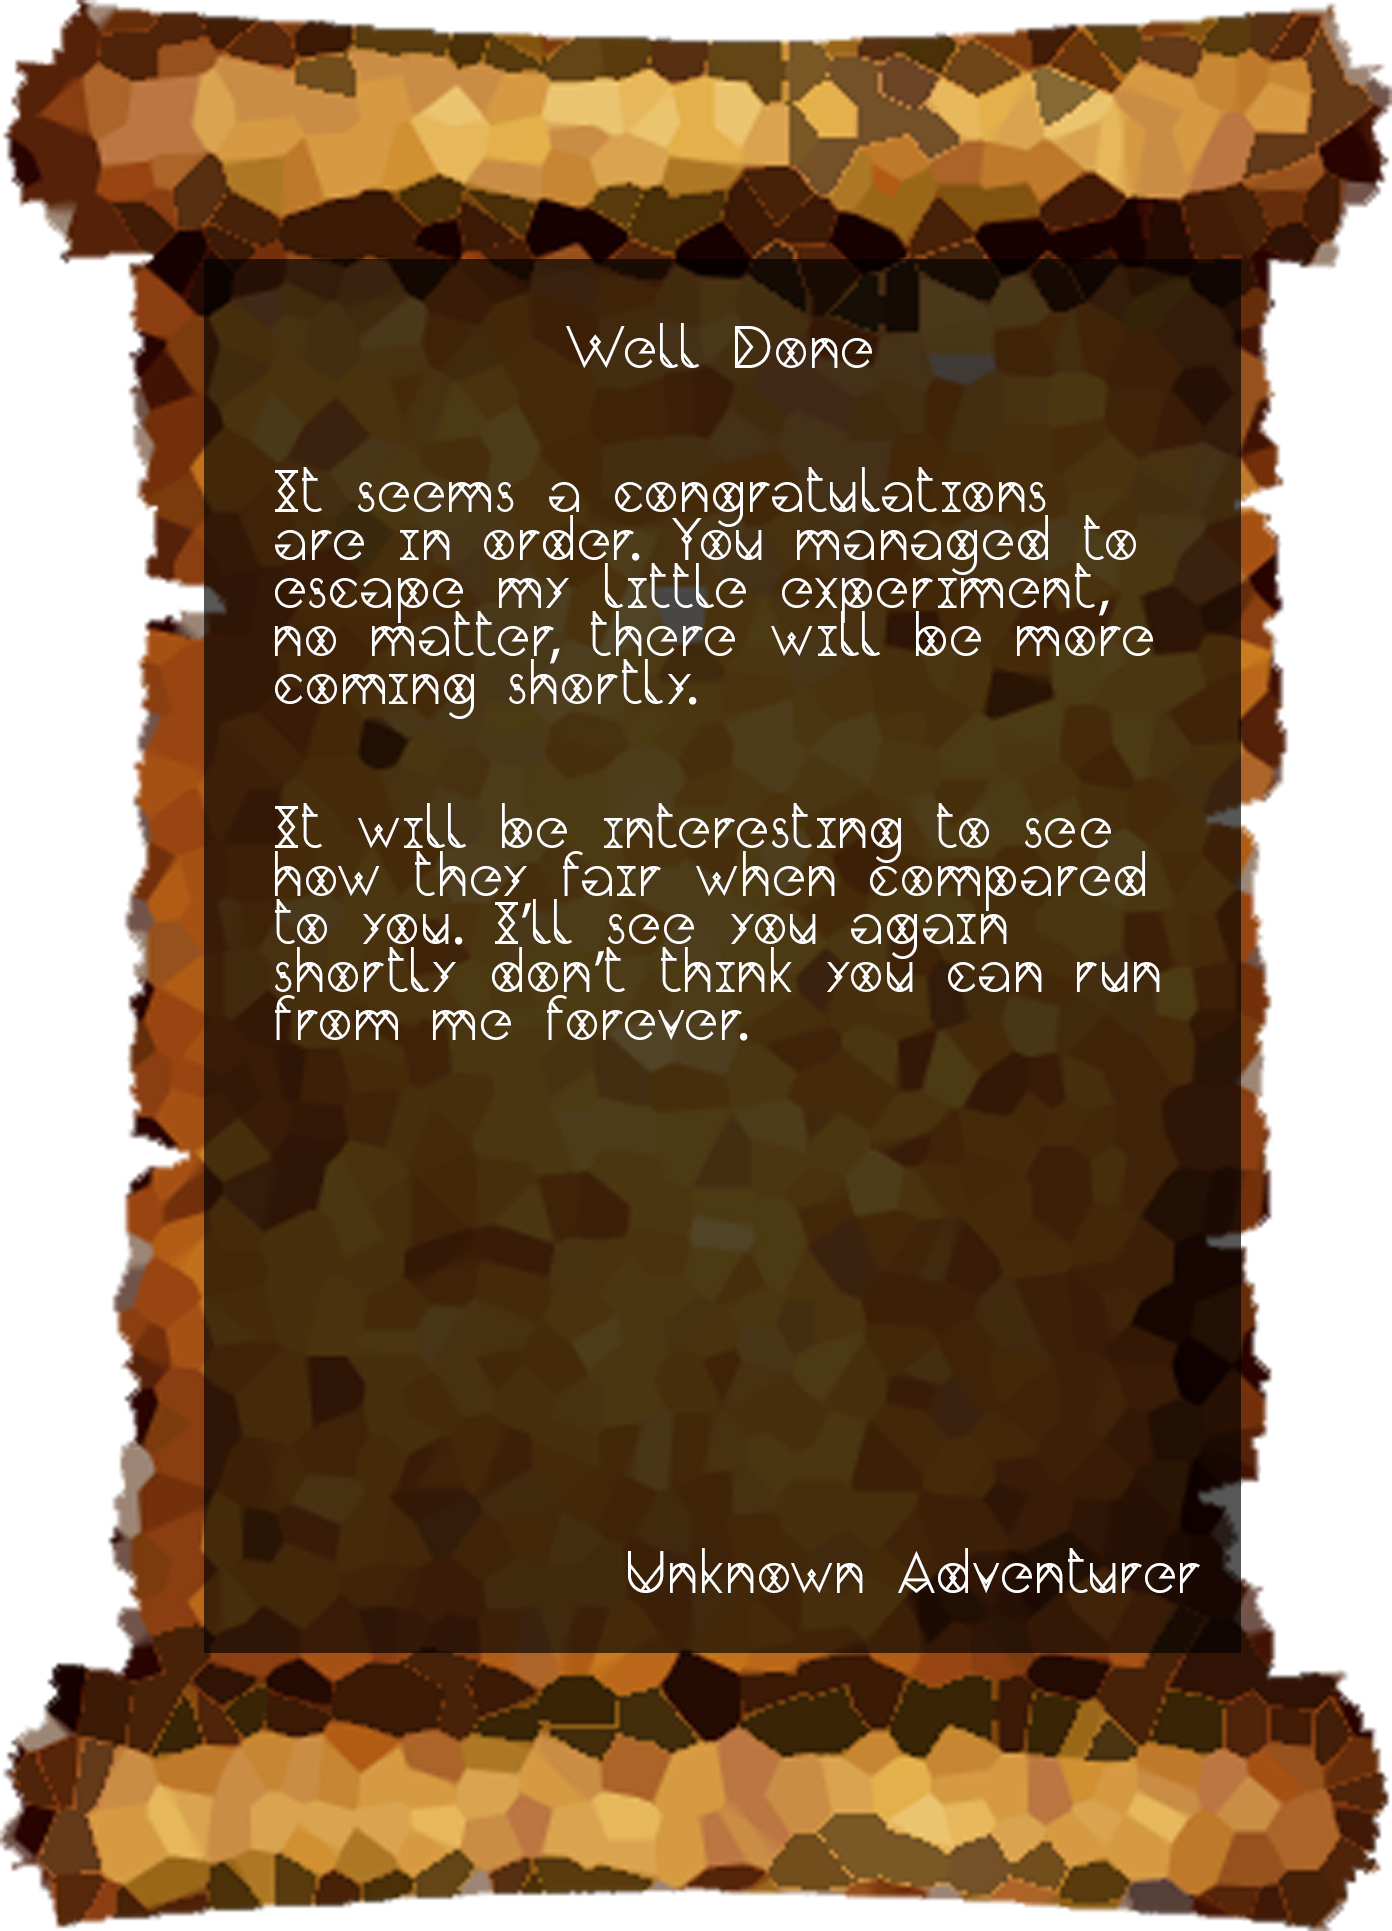 Well Done
It seems a congratulations
are in order. You managed to
escape my little experiment,
no matter, there will be more
coming shortly.
It will be interesting to see
how they fair when compared
to you. I'll see you again
shortly don't think you can run
from me forever.
Unknown Adventurer